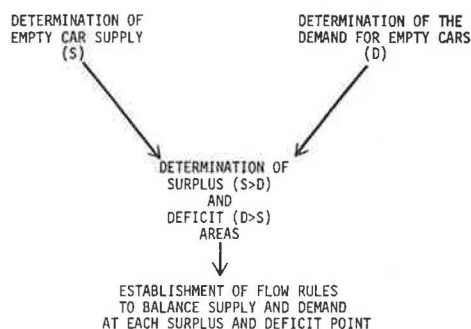 DETERMINATION OF
EMPTY CAR SUPPLY
(S)
DETERMINATION OF THE
DEMAND FOR EMPTY CARS
(D)
DETERMINATION OF
SURPLUS (S>D)
AND
DEFICIT (D>S)
AREAS
ESTABLISHMENT OF FLOW RULES
TO BALANCE SUPPLY AND DEMAND
AT EACH SURPLUS AND DEFICIT POINT